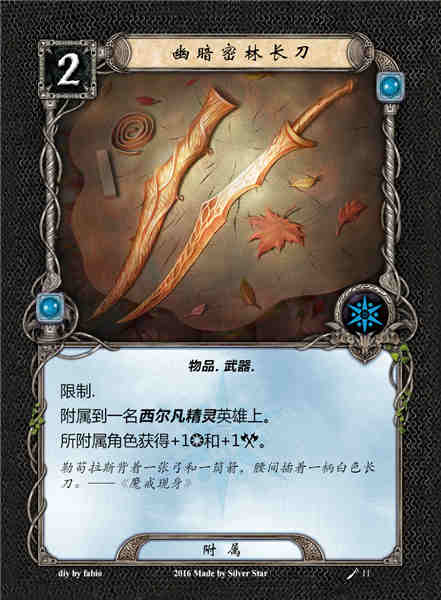 2
幽暗密林长刀
物品. 武器.
限制.
附属到一名西尔凡精灵英雄上。
所附属角色获得+1和+1。
勒苟拉斯背着一张弓和一筒箭，腰间插着一柄白色长
刀。——《魔戒现身》
附属
diy by fabio
2016 Made by Silver Star
11